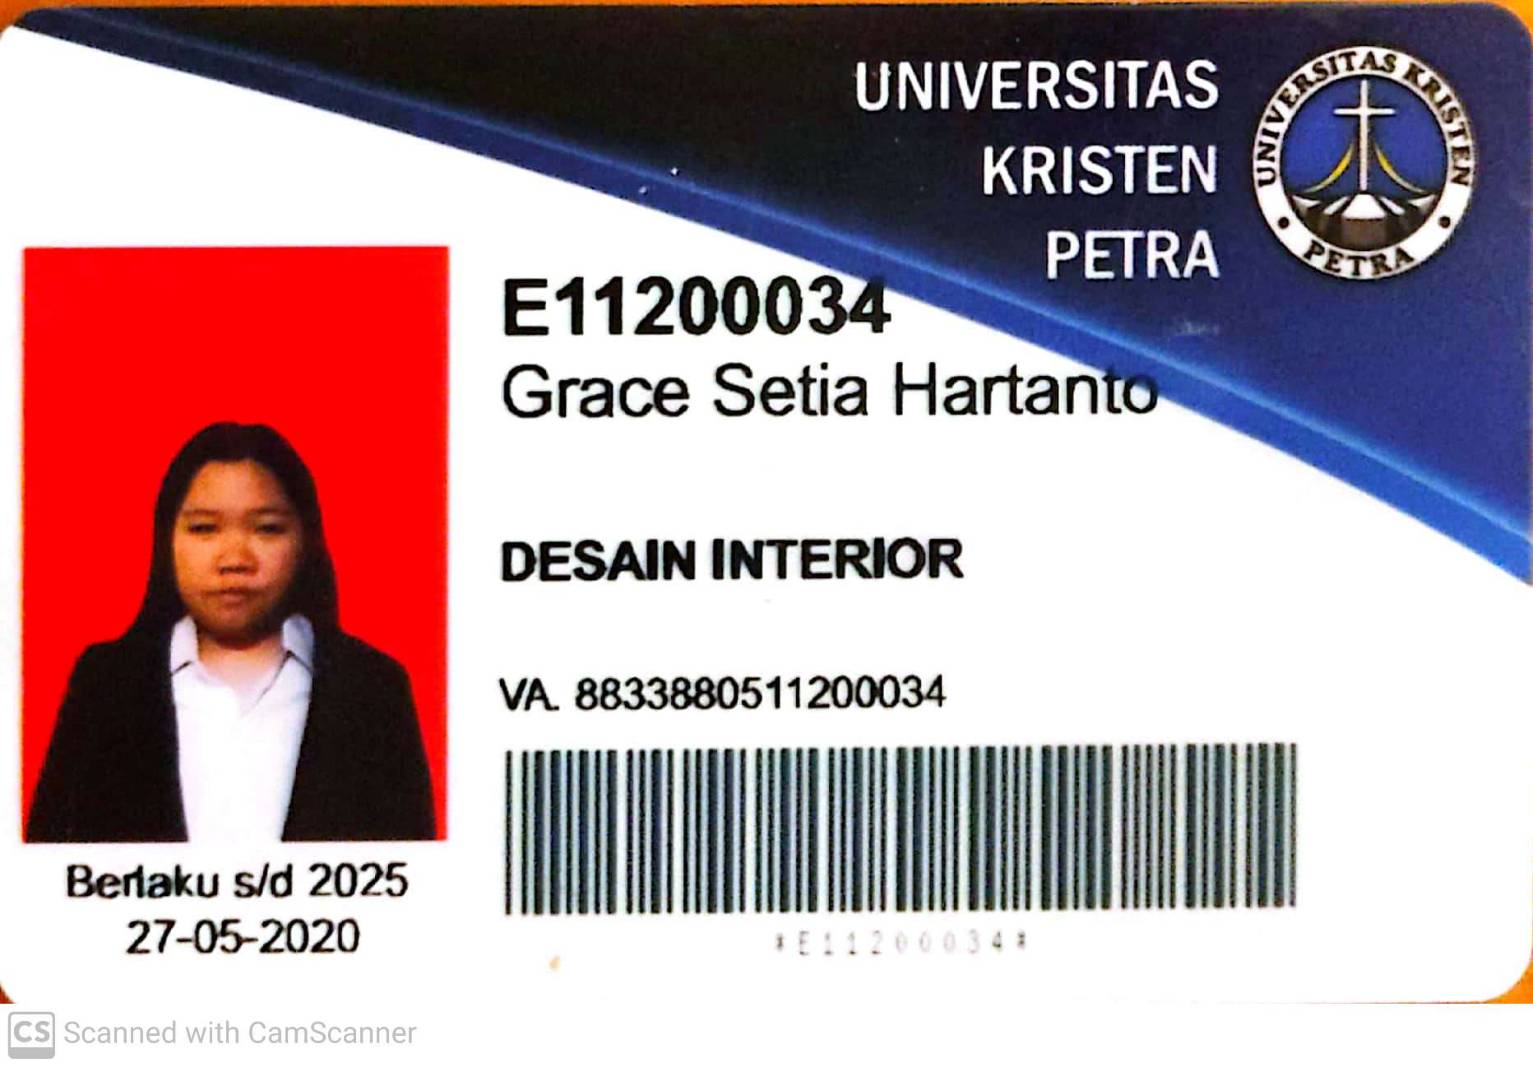 UNIVERSITAS
KRISTEN
PETRA
UNIVERSITAS KRISTEN
PETRA
E11200034
Grace Setia Hartanto
DESAIN INTERIOR
VA. 8833880511200034
*E11200034*
Berlaku s/d 2025
27-05-2020
CS Scanned with CamScanner